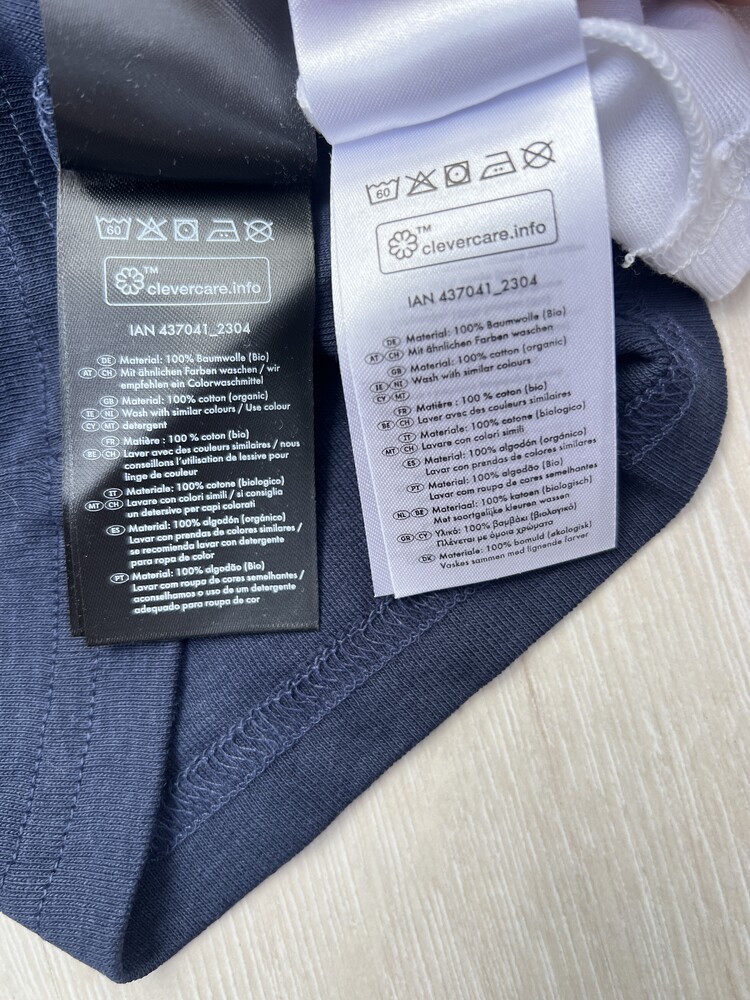 60
TM
clevercare.info
IAN 437041_2304
DE Material: 100% Baumwolle (Bio)
AT CH Mit ähnlichen Farben waschen / wir
empfehlen ein Colorwaschmittel
GB Material: 100% cotton (organic)
IE NI Wash with similar colours / Use colour
CY MT detergent
FR Matière : 100 % coton (bio)
BE CH Laver avec des couleurs similaires / nous
conseillons l'utilisation de lessive pour
linge de couleur
IT Materiale: 100% cotone (biologico)
MT CH Lavare con colori simili / si consiglia
un detersivo per capi colorati
ES Material: 100% algodón (orgánico)
Lavar con prendas de colores similares /
se recomienda lavar con detergente
para ropa de color
PT Material: 100% algodão (Bio)
Lavar com roupa de cores semelhantes /
aconselhamos o uso de um detergente
adequado para roupa de cor
60
TM
clevercare.info
IAN 437041_2304
DE Material: 100% Baumwolle (Bio)
AT CH Mit ähnlichen Farben waschen
GB Material: 100% cotton (organic)
IE NI Wash with similar colours
CY MT
FR Matière : 100 % coton (bio)
BE CH Laver avec des couleurs similaires
IT Materiale: 100% cotone (biologico)
MT CH Lavare con colori simili
ES Material: 100% algodón (orgánico)
Lavar con prendas de colores similares
PT Material: 100% algodão (Bio)
Lavar com roupa de cores semelhantes
NL BE Materiaal: 100% katoen (biologisch)
Met soortgelijke kleuren wassen
GR CY Υλικό: 100% βαμβάκι (βιολογικό)
Πλένεται με όμοια χρώματα
DK Materiale: 100% bomuld (økologisk)
Vaskes sammen med lignende farver